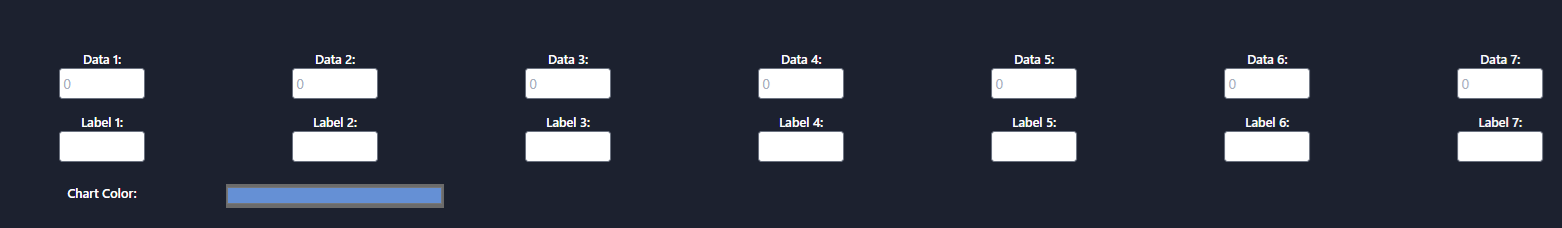 Data 1: Data 2: Data 3: Data 4: Data 5: Data 6: Data 7:
0 0 0 0 0 0 0
Label 1: Label 2: Label 3: Label 4: Label 5: Label 6: Label 7:
Chart Color: